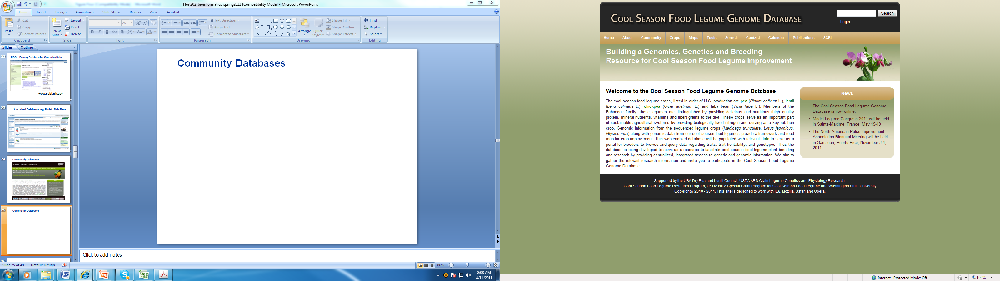 Hort202_bioinformatics_spring2011 [Compatibility Mode] - Microsoft PowerPoint
Home Insert Design Animations Slide Show Review View Acrobat
Paste
Cut
Copy
Format Painter
Clipboard
New Slide
Layout
Reset
Delete
Slides
28
Font
Paragraph
Text Direction
Align Text
Convert to SmartArt
Arrange
Quick Styles
Shape Fill
Shape Outline
Shape Effects
Drawing
Find
Replace
Select
Editing
Slides Outline
22
NCBI : Primary Database for Genomics Data
www.ncbi.nih.gov
23
Specialized Databases, e.g. Protein Data Bank
24
Community Databases
Cacao Genome Database
25
Community Databases
Community Databases
Click to add notes
Slide 25 of 48 "Default Design" 86%
8:08 AM
4/11/2011
Cool Season Food Legume Genome Database
Search
Login
Home About Community Crops Maps Tools Search Contact Calendar Publications SCRI
Building a Genomics, Genetics and Breeding
Resource for Cool Season Food Legume Improvement
Welcome to the Cool Season Food Legume Genome Database
The cool season food legume crops, listed in order of U.S. production are pea (Pisum sativum L.), lentil
(Lens culinaris L.), chickpea (Cicer arietinum L.) and faba bean (Vicia faba L.). Members of the
Fabaceae family, these legumes are distinguished by providing delicious and nutritious (high quality
protein, mineral nutrients, vitamins and fiber) grains to the diet. These crops serve as an important part
of sustainable agricultural systems by providing biologically fixed nitrogen and serving as a key rotation
crop. Genomic information from the sequenced legume crops (Medicago trunculata, Lotus japonicus,
Glycine max) along with genomic data from our cool season food legumes provide a framework and road
map for crop improvement. This web-enabled database will be populated with relevant data to serve as a
portal for breeders to browse and query data regarding traits, trait heritability, and genotypes. Thus the
database is being developed to serve as a resource to facilitate cool season food legume plant breeding
and research by providing centralized, integrated access to genetic and genomic information. We aim to
gather the relevant research information and invite you to participate in the Cool Season Food Legume
Genome Database.
News
• The Cool Season Food Legume Genome
Database is now online.
• Model Legume Congress 2011 will be held
in Sainte-Maxime, France, May 15-19
• The North American Pulse Improvement
Association Biannual Meeting will be held
in San Juan, Puerto Rico, November 3-4,
2011.
Supported by the USA Dry Pea and Lentil Council, USDA ARS Grain Legume Genetics and Physiology Research,
Cool Season Food Legume Research Program, USDA NIFA Special Grant Program for Cool Season Food Legume and Washington State University
Copyright© 2010 - 2011. This site is designed to work with IE8, Mozilla, Safari and Opera.
Internet | Protected Mode: Off
100%